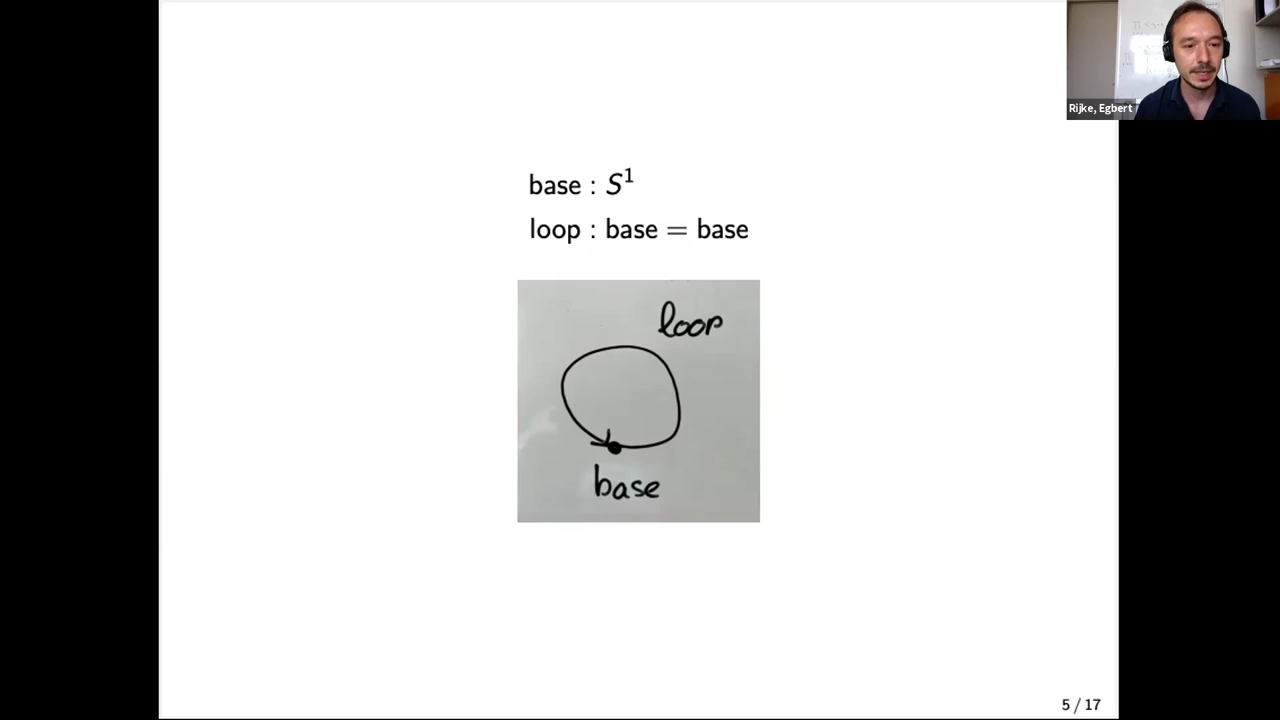 Rijke, Egbert
base : S¹
loop : base = base
loop
base
5 / 17